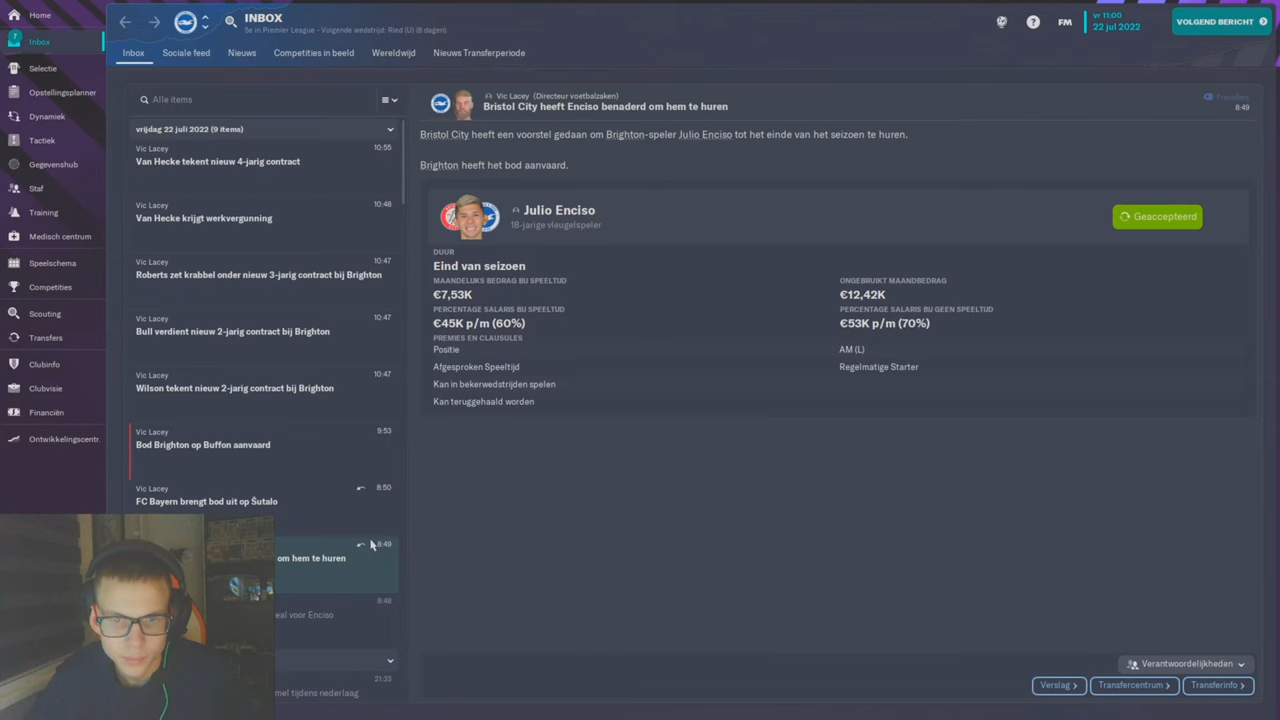 Home
7
Inbox
Selectie
Opstellingsplanner
Dynamiek
Tactiek
Gegevenshub
Staf
Training
Medisch centrum
Speelschema
Competities
Scouting
Transfers
Clubinfo
Clubvisie
Financiën
Ontwikkelingscentr.
INBOX
5e in Premier League - Volgende wedstrijd: Ried (U) (8 dagen)
FM
vr 11:00
22 jul 2022
VOLGEND BERICHT
Inbox
Sociale feed
Nieuws
Competities in beeld
Wereldwijd
Nieuws Transferperiode
Alle items
vrijdag 22 juli 2022 (9 items)
Vic Lacey 10:55
Van Hecke tekent nieuw 4-jarig contract
Vic Lacey 10:48
Van Hecke krijgt werkvergunning
Vic Lacey 10:47
Roberts zet krabbel onder nieuw 3-jarig contract bij Brighton
Vic Lacey 10:47
Bull verdient nieuw 2-jarig contract bij Brighton
Vic Lacey 10:47
Wilson tekent nieuw 2-jarig contract bij Brighton
Vic Lacey 9:53
Bod Brighton op Buffon aanvaard
Vic Lacey 8:50
FC Bayern brengt bod uit op Šutalo
8:49
om hem te huren
8:48
eal voor Enciso
21:33
mel tijdens nederlaag
Vic Lacey (Directeur voetbalzaken)
Bristol City heeft Enciso benaderd om hem te huren
Transfers
8:49
Bristol City heeft een voorstel gedaan om Brighton-speler Julio Enciso tot het einde van het seizoen te huren.
Brighton heeft het bod aanvaard.
Julio Enciso
18-jarige vleugelspeler
Geaccepteerd
DUUR
Eind van seizoen
MAANDELIJKS BEDRAG BIJ SPEELTIJD
€7,53K
ONGEBRUIKT MAANDBEDRAG
€12,42K
PERCENTAGE SALARIS BIJ SPEELTIJD
€45K p/m (60%)
PERCENTAGE SALARIS BIJ GEEN SPEELTIJD
€53K p/m (70%)
PREMIES EN CLAUSULES
Positie AM (L)
Afgesproken Speeltijd Regelmatige Starter
Kan in bekerwedstrijden spelen
Kan teruggehaald worden
Verantwoordelijkheden
Verslag
Transfercentrum
Transferinfo